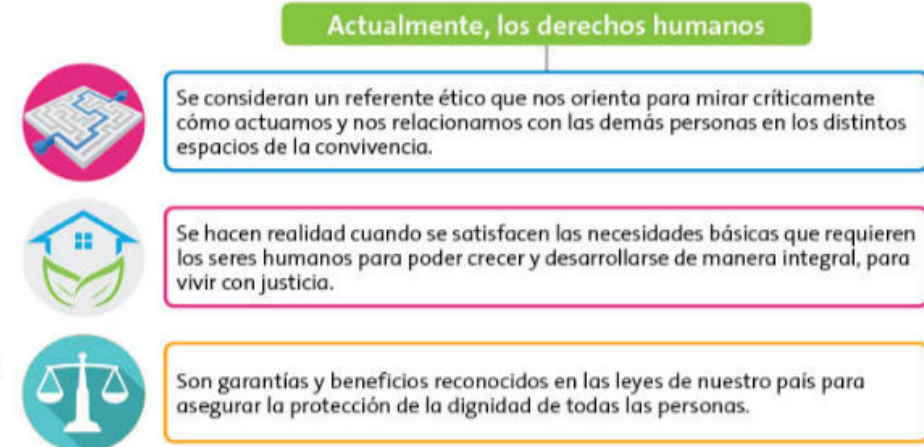 Actualmente, los derechos humanos
Se consideran un referente ético que nos orienta para mirar críticamente
cómo actuamos y nos relacionamos con las demás personas en los distintos
espacios de la convivencia.
Se hacen realidad cuando se satisfacen las necesidades básicas que requieren
los seres humanos para poder crecer y desarrollarse de manera integral, para
vivir con justicia.
Son garantías y beneficios reconocidos en las leyes de nuestro país para
asegurar la protección de la dignidad de todas las personas.